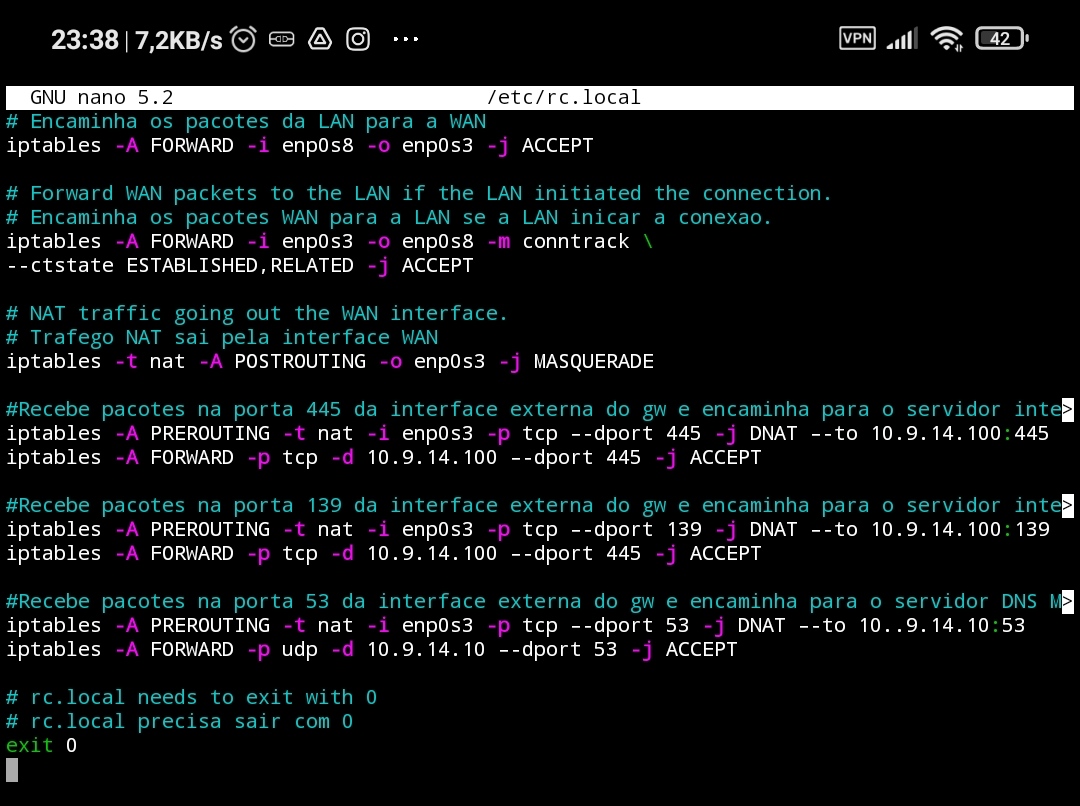 23:38 | 7,2KB/s ... VPN 42
GNU nano 5.2 /etc/rc.local
# Encaminha os pacotes da LAN para a WAN
iptables -A FORWARD -i enp0s8 -o enp0s3 -j ACCEPT
# Forward WAN packets to the LAN if the LAN initiated the connection.
# Encaminha os pacotes WAN para a LAN se a LAN inicar a conexao.
iptables -A FORWARD -i enp0s3 -o enp0s8 -m conntrack \
--ctstate ESTABLISHED,RELATED -j ACCEPT
# NAT traffic going out the WAN interface.
# Trafego NAT sai pela interface WAN
iptables -t nat -A POSTROUTING -o enp0s3 -j MASQUERADE
#Recebe pacotes na porta 445 da interface externa do gw e encaminha para o servidor inte>
iptables -A PREROUTING -t nat -i enp0s3 -p tcp --dport 445 -j DNAT --to 10.9.14.100:445
iptables -A FORWARD -p tcp -d 10.9.14.100 --dport 445 -j ACCEPT
#Recebe pacotes na porta 139 da interface externa do gw e encaminha para o servidor inte>
iptables -A PREROUTING -t nat -i enp0s3 -p tcp --dport 139 -j DNAT --to 10.9.14.100:139
iptables -A FORWARD -p tcp -d 10.9.14.100 --dport 445 -j ACCEPT
#Recebe pacotes na porta 53 da interface externa do gw e encaminha para o servidor DNS M>
iptables -A PREROUTING -t nat -i enp0s3 -p tcp --dport 53 -j DNAT --to 10..9.14.10:53
iptables -A FORWARD -p udp -d 10.9.14.10 --dport 53 -j ACCEPT
# rc.local needs to exit with 0
# rc.local precisa sair com 0
exit 0